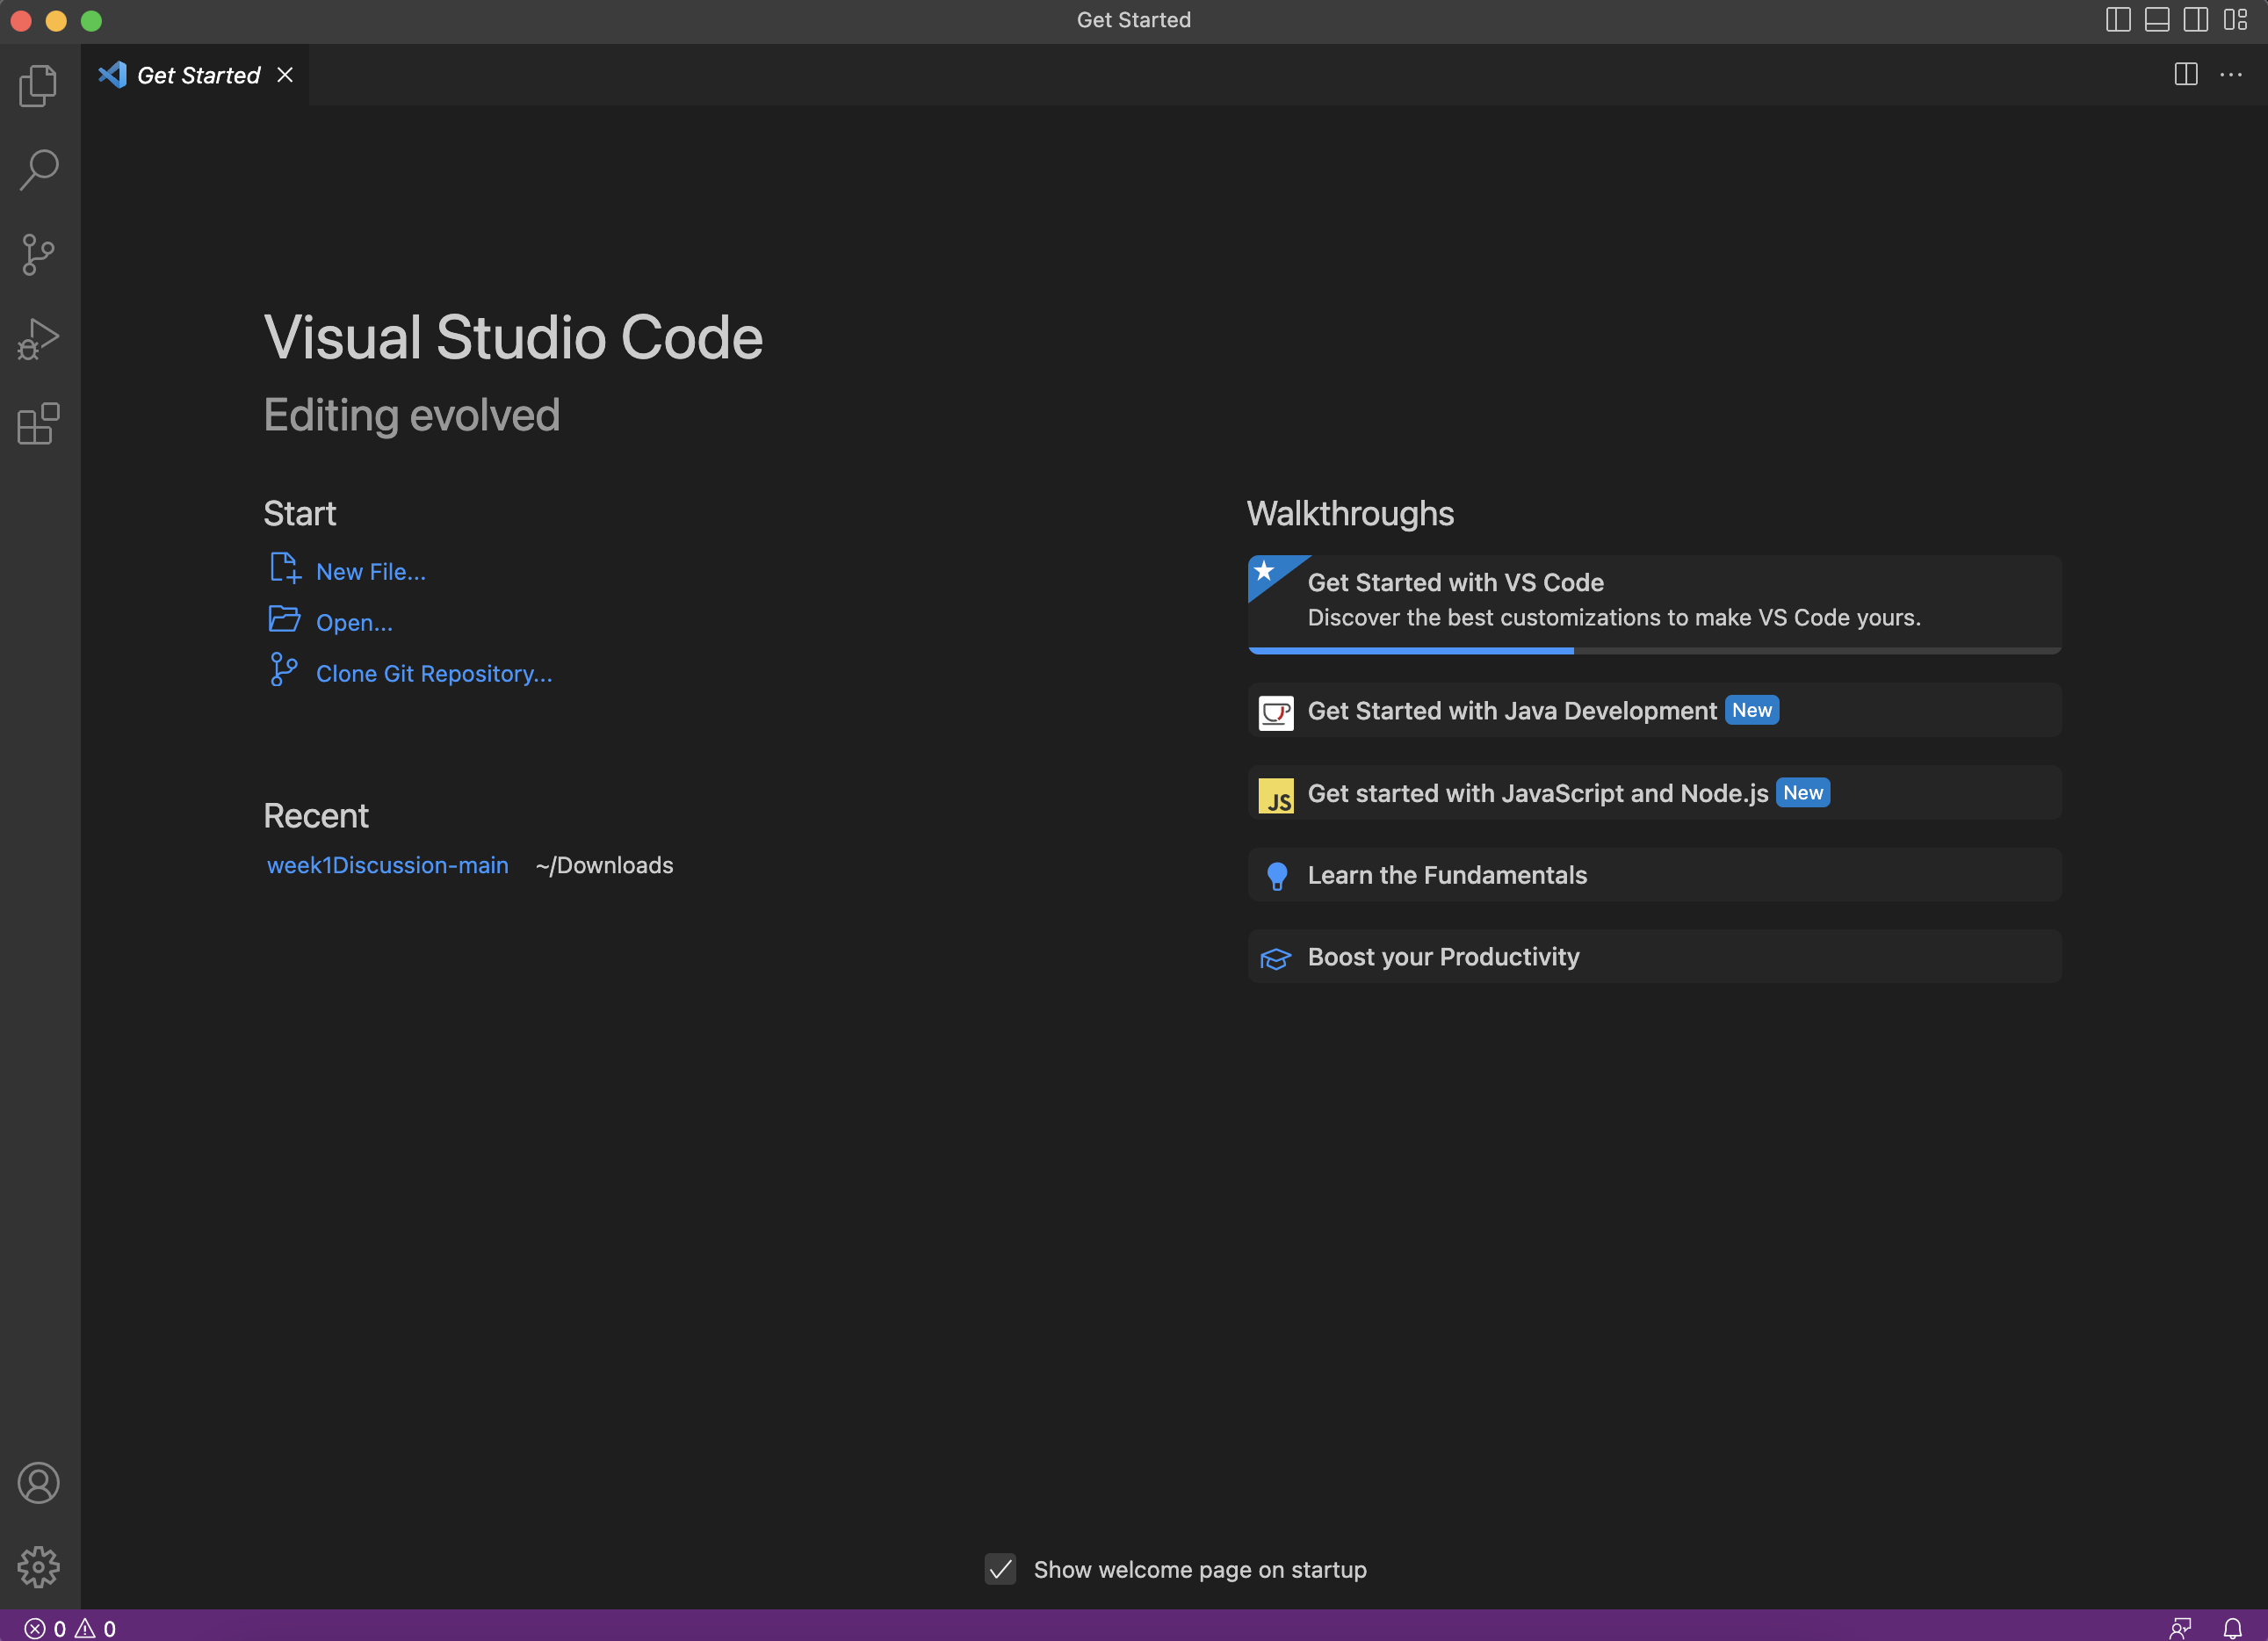 Get Started
Get Started
Visual Studio Code
Editing evolved
Start
New File...
Open...
Clone Git Repository...
Recent
week1Discussion-main ~/Downloads
Walkthroughs
Get Started with VS Code
Discover the best customizations to make VS Code yours.
Get Started with Java Development New
JS Get started with JavaScript and Node.js New
Learn the Fundamentals
Boost your Productivity
Show welcome page on startup
0 0